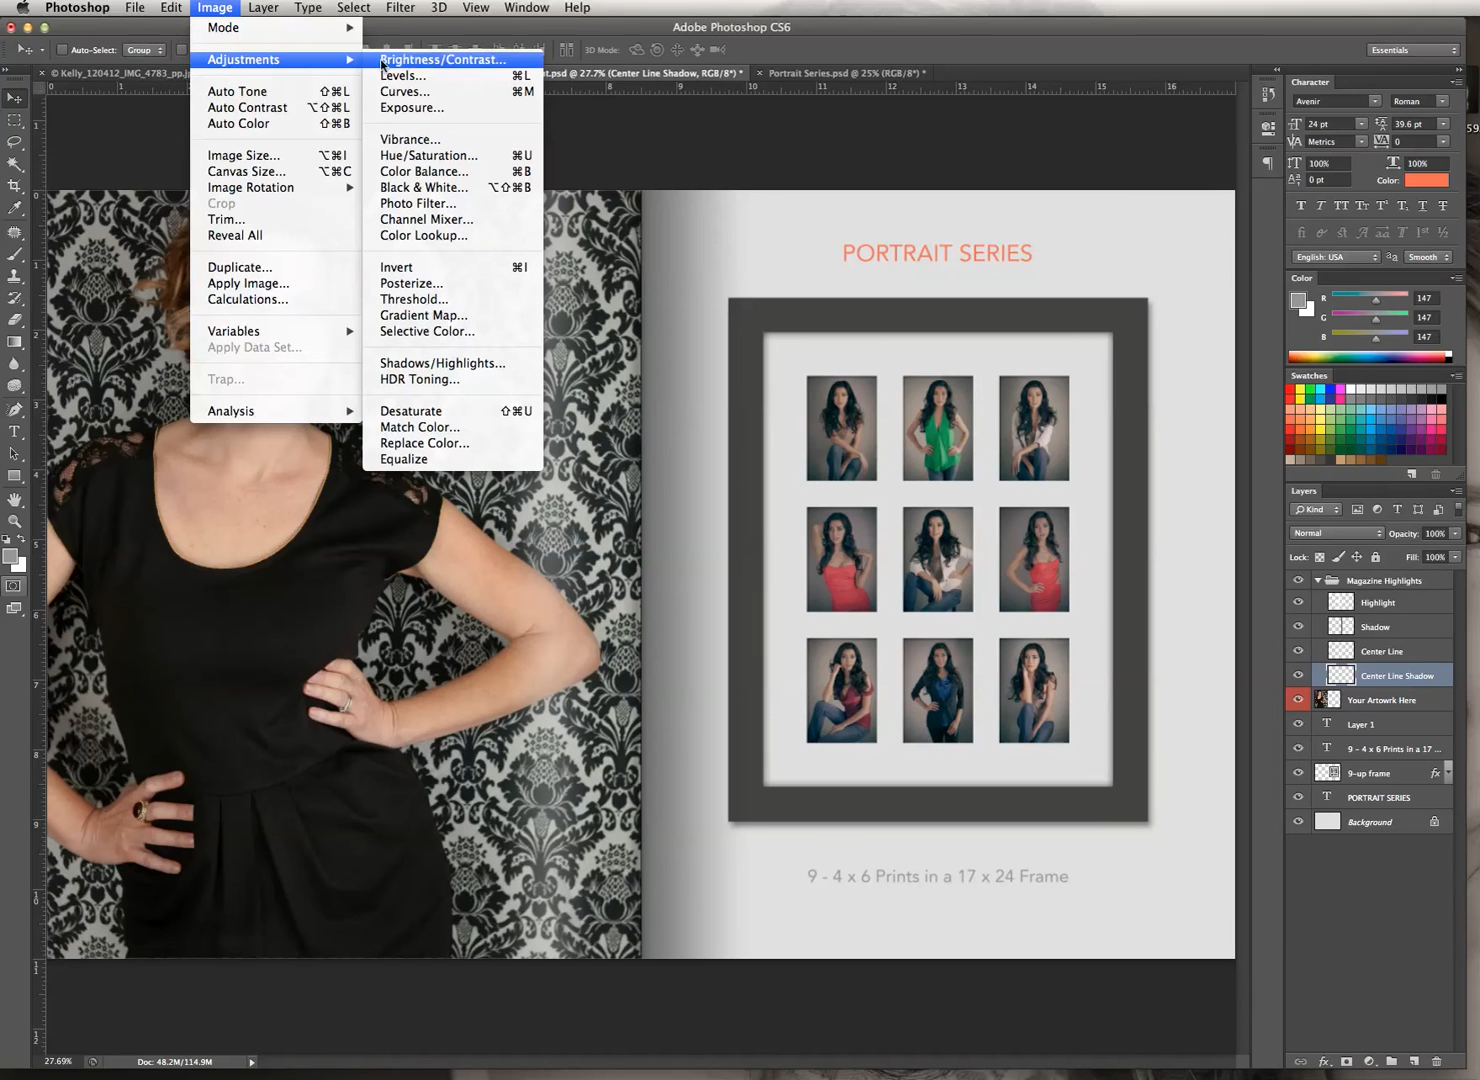 Photoshop File Edit Image Layer Type Select Filter 3D View Window Help
Adobe Photoshop CS6
Auto-Select: Group
3D Mode:
Essentials
© Kelly_120412_IMG_4783_pp.j
t.psd @ 27.7% (Center Line Shadow, RGB/8*) *
Portrait Series.psd @ 25% (RGB/8*) *
Mode
Adjustments
Auto Tone ⇧⌘L
Auto Contrast ⌥⇧⌘L
Auto Color ⇧⌘B
Image Size... ⌥⌘I
Canvas Size... ⌥⌘C
Image Rotation
Crop
Trim...
Reveal All
Duplicate...
Apply Image...
Calculations...
Variables
Apply Data Set...
Trap...
Analysis
Brightness/Contrast...
Levels... ⌘L
Curves... ⌘M
Exposure...
Vibrance...
Hue/Saturation... ⌘U
Color Balance... ⌘B
Black & White... ⌥⇧⌘B
Photo Filter...
Channel Mixer...
Color Lookup...
Invert ⌘I
Posterize...
Threshold...
Gradient Map...
Selective Color...
Shadows/Highlights...
HDR Toning...
Desaturate ⇧⌘U
Match Color...
Replace Color...
Equalize
PORTRAIT SERIES
9 - 4 x 6 Prints in a 17 x 24 Frame
Character
Avenir Roman
24 pt 39.6 pt
Metrics 0
100% 100%
0 pt Color:
English: USA Smooth
Color
R 147
G 147
B 147
Swatches
Layers
Kind
Normal Opacity: 100%
Lock: Fill: 100%
Magazine Highlights
Highlight
Shadow
Center Line
Center Line Shadow
Your Artowrk Here
Layer 1
9 - 4 x 6 Prints in a 17 ...
9-up frame fx
PORTRAIT SERIES
Background
27.69% Doc: 48.2M/114.9M